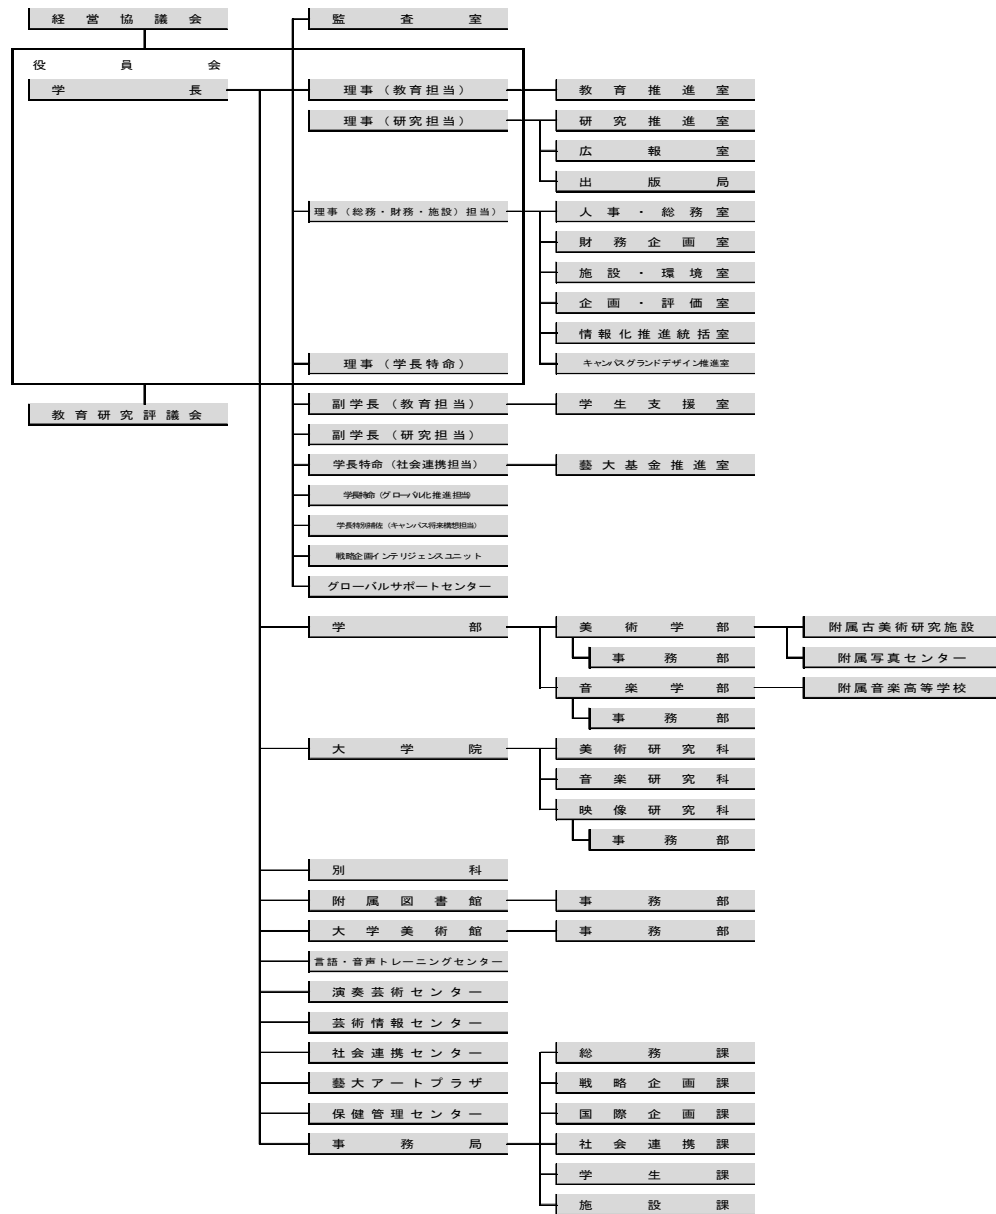 経営協議会
監査室
役員会
学長
理事（教育担当）
教育推進室
理事（研究担当）
研究推進室
広報室
出版局
理事（総務・財務・施設）担当）
人事・総務室
財務企画室
施設・環境室
企画・評価室
情報化推進統括室
理事（学長特命）
キャンパスグランドデザイン推進室
教育研究評議会
副学長（教育担当）
学生支援室
副学長（研究担当）
学長特命（社会連携担当）
藝大基金推進室
学長特命（グローバル化推進担当）
学長特別補佐（キャンパス将来構想担当）
戦略企画インテリジェンスユニット
グローバルサポートセンター
学部
美術学部
附属古美術研究施設
事務部
附属写真センター
音楽学部
附属音楽高等学校
事務部
大学院
美術研究科
音楽研究科
映像研究科
事務部
別科
附属図書館
事務部
大学美術館
事務部
言語・音声トレーニングセンター
演奏芸術センター
芸術情報センター
社会連携センター
総務課
藝大アートプラザ
戦略企画課
保健管理センター
国際企画課
事務局
社会連携課
学生課
施設課